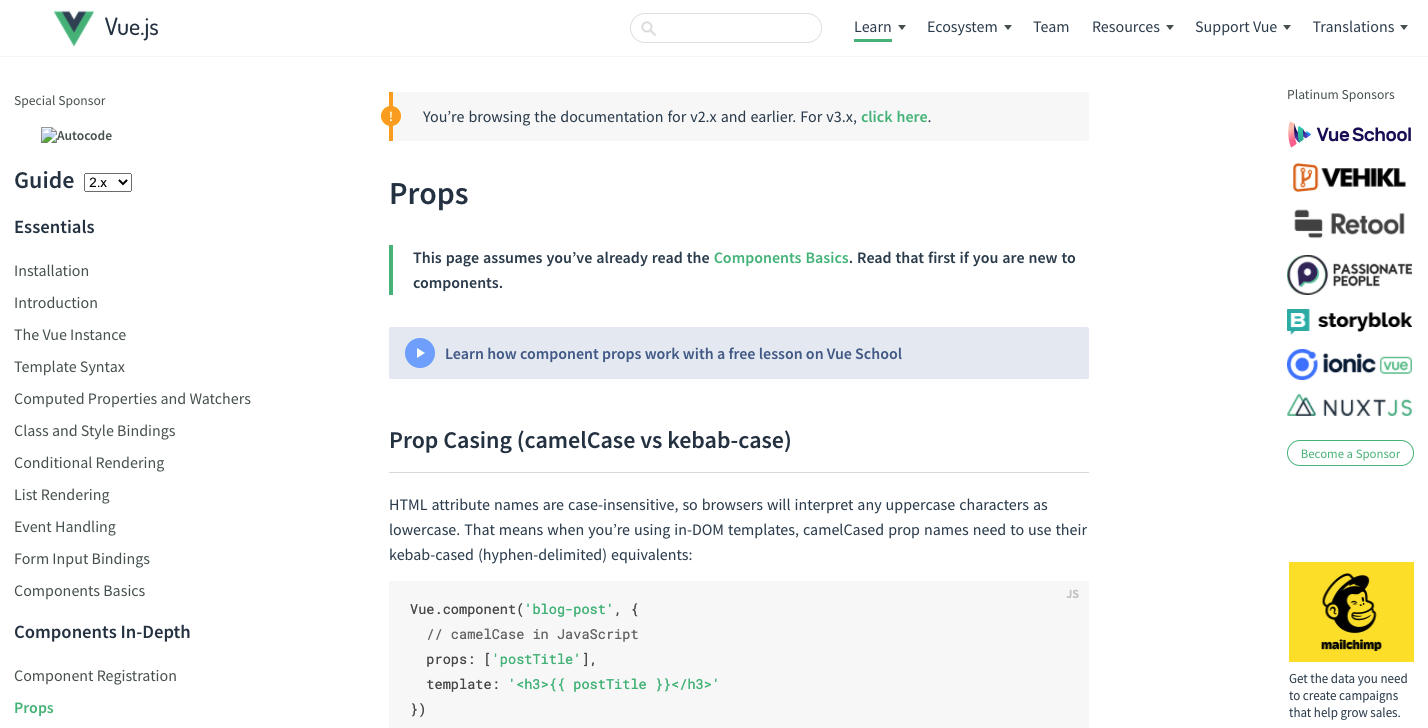 Vue.js
Learn
Ecosystem
Team
Resources
Support Vue
Translations
Special Sponsor
Autocode
Guide 2.x
Essentials
Installation
Introduction
The Vue Instance
Template Syntax
Computed Properties and Watchers
Class and Style Bindings
Conditional Rendering
List Rendering
Event Handling
Form Input Bindings
Components Basics
Components In-Depth
Component Registration
Props
!
You’re browsing the documentation for v2.x and earlier. For v3.x, click here.
Props
This page assumes you’ve already read the Components Basics. Read that first if you are new to
components.
Learn how component props work with a free lesson on Vue School
Prop Casing (camelCase vs kebab-case)
HTML attribute names are case-insensitive, so browsers will interpret any uppercase characters as
lowercase. That means when you’re using in-DOM templates, camelCased prop names need to use their
kebab-cased (hyphen-delimited) equivalents:
JS
Vue.component('blog-post', {
  // camelCase in JavaScript
  props: ['postTitle'],
  template: '<h3>{{ postTitle }}</h3>'
})
Platinum Sponsors
Vue School
VEHIKL
Retool
PASSIONATE
PEOPLE
storyblok
ionic vue
NUXTJS
Become a Sponsor
mailchimp
Get the data you need
to create campaigns
that help grow sales.